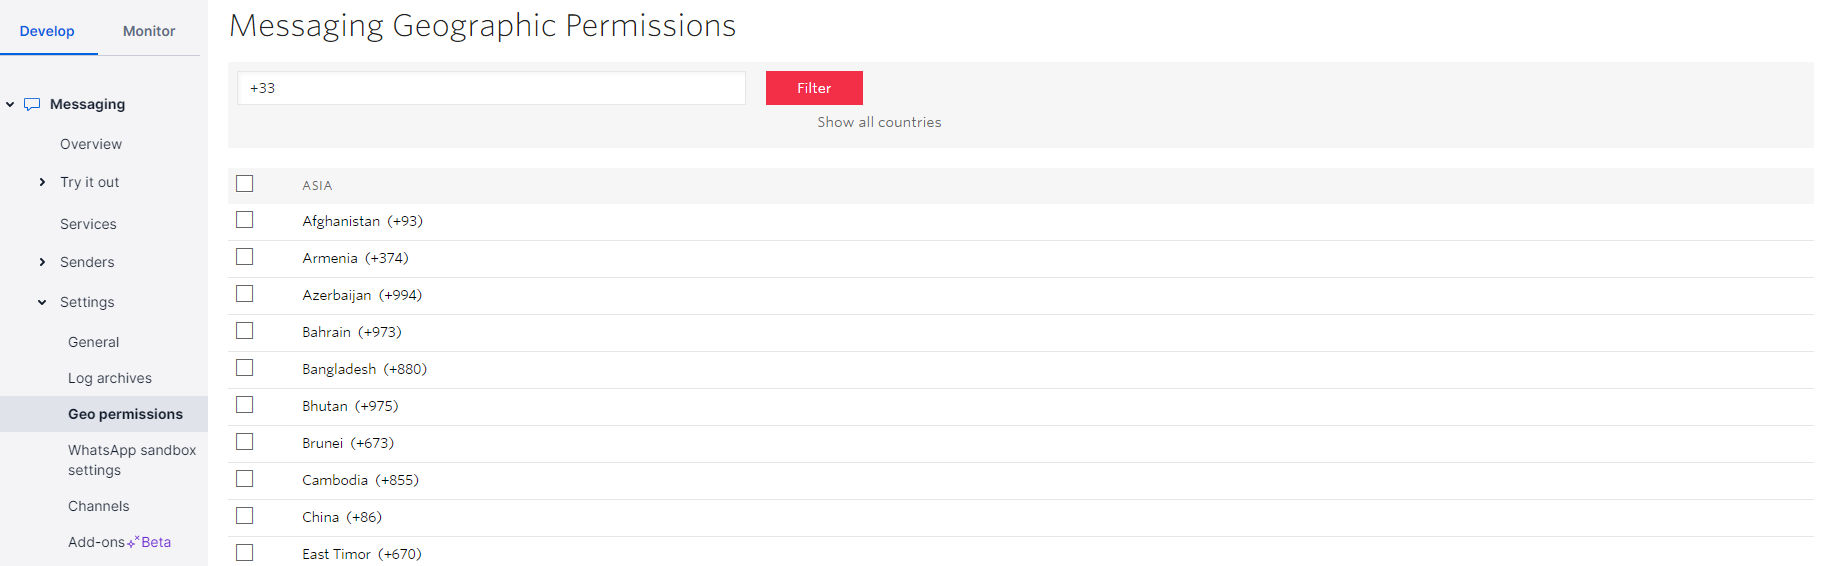 Develop
Monitor
Messaging
Overview
Try it out
Services
Senders
Settings
General
Log archives
Geo permissions
WhatsApp sandbox
settings
Channels
Add-ons Beta
Messaging Geographic Permissions
+33
Filter
Show all countries
ASIA
Afghanistan (+93)
Armenia (+374)
Azerbaijan (+994)
Bahrain (+973)
Bangladesh (+880)
Bhutan (+975)
Brunei (+673)
Cambodia (+855)
China (+86)
East Timor (+670)